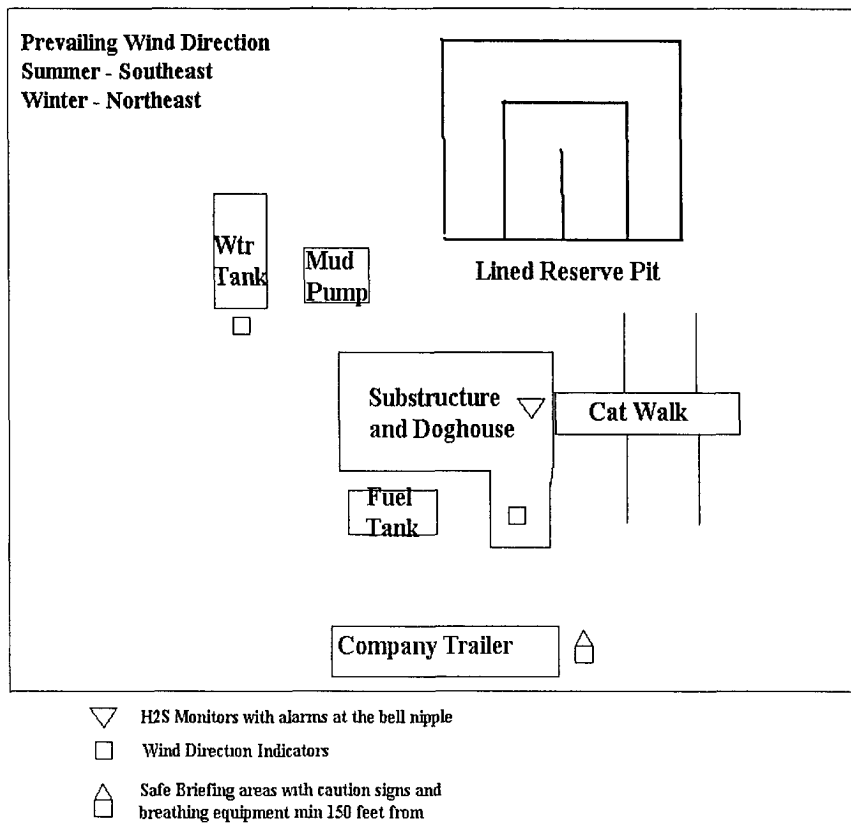 Prevailing Wind Direction
Summer - Southeast
Winter - Northeast
Wtr
Tank
Mud
Pump
Lined Reserve Pit
Substructure
and Doghouse
Cat Walk
Fuel
Tank
Company Trailer
H2S Monitors with alarms at the bell nipple
Wind Direction Indicators
Safe Briefing areas with caution signs and
breathing equipment min 150 feet from